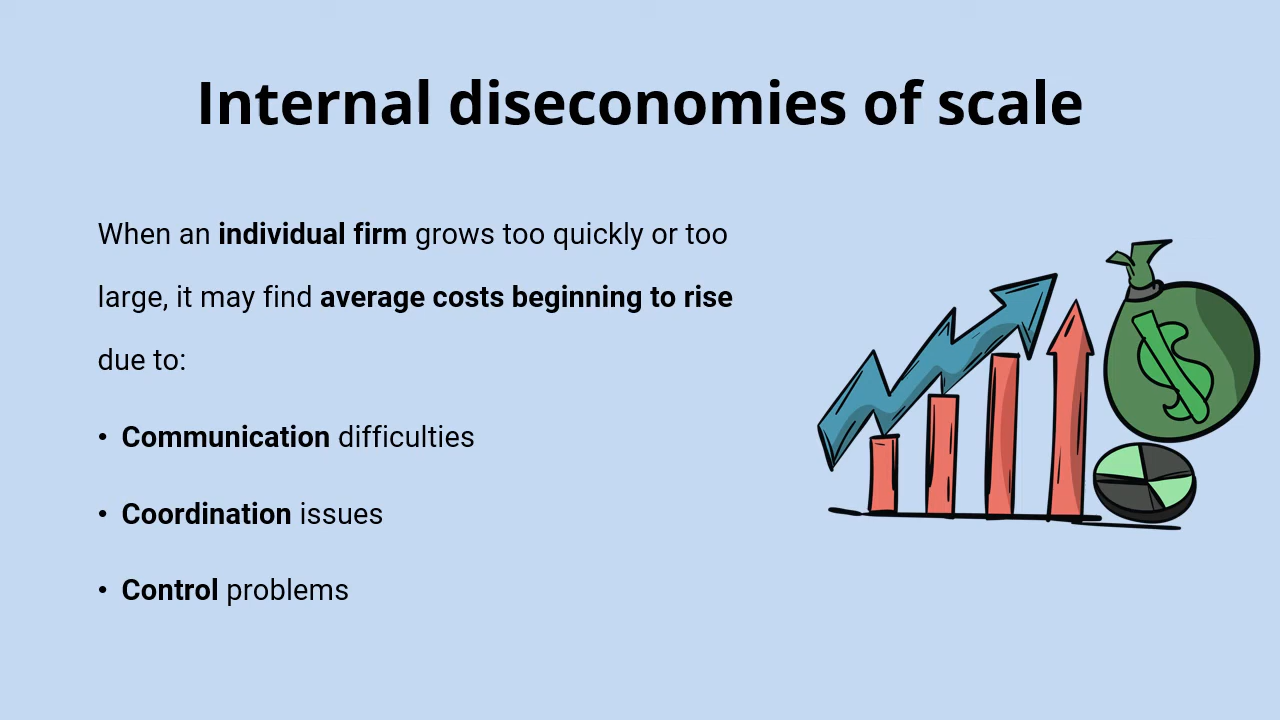 Internal diseconomies of scale
When an individual firm grows too quickly or too
large, it may find average costs beginning to rise
due to:
• Communication difficulties
• Coordination issues
• Control problems
$